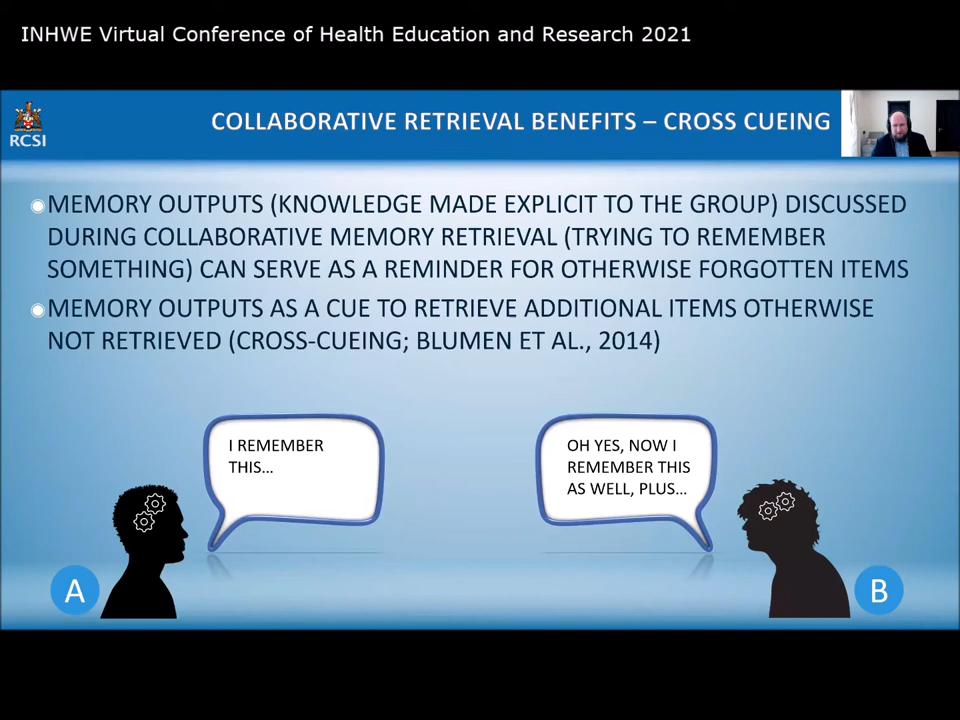 INHWE Virtual Conference of Health Education and Research 2021
RCSI
COLLABORATIVE RETRIEVAL BENEFITS – CROSS CUEING
MEMORY OUTPUTS (KNOWLEDGE MADE EXPLICIT TO THE GROUP) DISCUSSED
DURING COLLABORATIVE MEMORY RETRIEVAL (TRYING TO REMEMBER
SOMETHING) CAN SERVE AS A REMINDER FOR OTHERWISE FORGOTTEN ITEMS
MEMORY OUTPUTS AS A CUE TO RETRIEVE ADDITIONAL ITEMS OTHERWISE
NOT RETRIEVED (CROSS-CUEING; BLUMEN ET AL., 2014)
I REMEMBER
THIS…
OH YES, NOW I
REMEMBER THIS
AS WELL, PLUS…
A
B